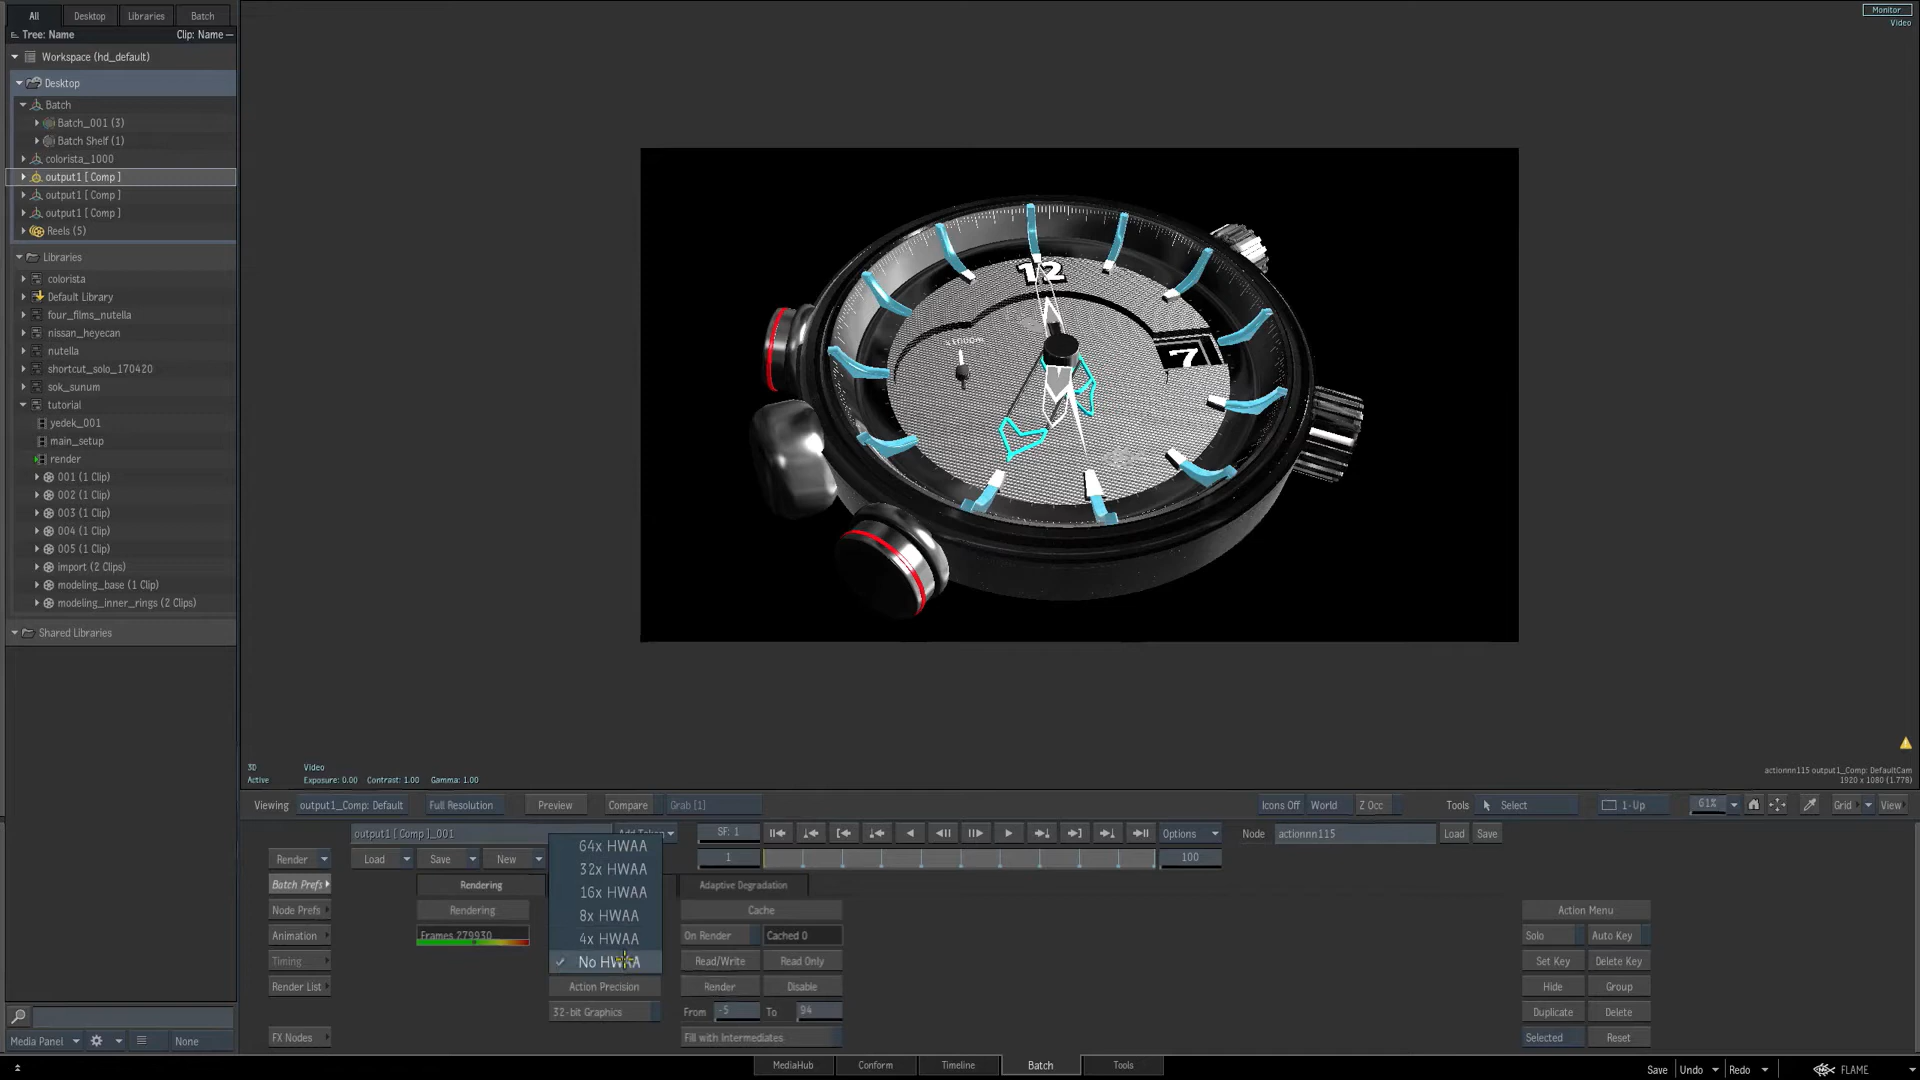 All
Desktop
Libraries
Batch
Tree: Name
Clip: Name
Workspace (hd_default)
Desktop
Batch
Batch_001 (3)
Batch Shelf (1)
colorista_1000
output1 [ Comp ]
output1 [ Comp ]
output1 [ Comp ]
Reels (5)
Libraries
colorista
Default Library
four_films_nutella
nissan_heyecan
nutella
shortcut_solo_170420
sok_sunum
tutorial
yedek_001
main_setup
render
001 (1 Clip)
002 (1 Clip)
003 (1 Clip)
004 (1 Clip)
005 (1 Clip)
import (2 Clips)
modeling_base (1 Clip)
modeling_inner_rings (2 Clips)
Shared Libraries
Media Panel
None
Monitor
Video
12
7
3D
Active
Video
Exposure: 0.00 Contrast: 1.00 Gamma: 1.00
actionnn115 output1_Comp: DefaultCam
1920 x 1080 (1.778)
Viewing
output1_Comp: Default
Full Resolution
Preview
Compare
Grab [1]
Icons Off
World
Z Occ
Tools
Select
1-Up
61%
Grid
View
output1 [ Comp ]_001
SF: 1
Options
Node
actionnn115
Load
Save
Render
Load
Save
New
64x HWAA
32x HWAA
16x HWAA
8x HWAA
4x HWAA
No HWAA
1
100
Batch Prefs
Rendering
Adaptive Degradation
Node Prefs
Rendering
Cache
Action Menu
Animation
Frames 279930
On Render
Cached 0
Solo
Auto Key
Timing
Read/Write
Read Only
Set Key
Delete Key
Render List
Action Precision
Render
Disable
Hide
Group
32-bit Graphics
From
-5
To
94
Duplicate
Delete
FX Nodes
Fill with Intermediates
Selected
Reset
MediaHub
Conform
Timeline
Batch
Tools
Save
Undo
Redo
FLAME